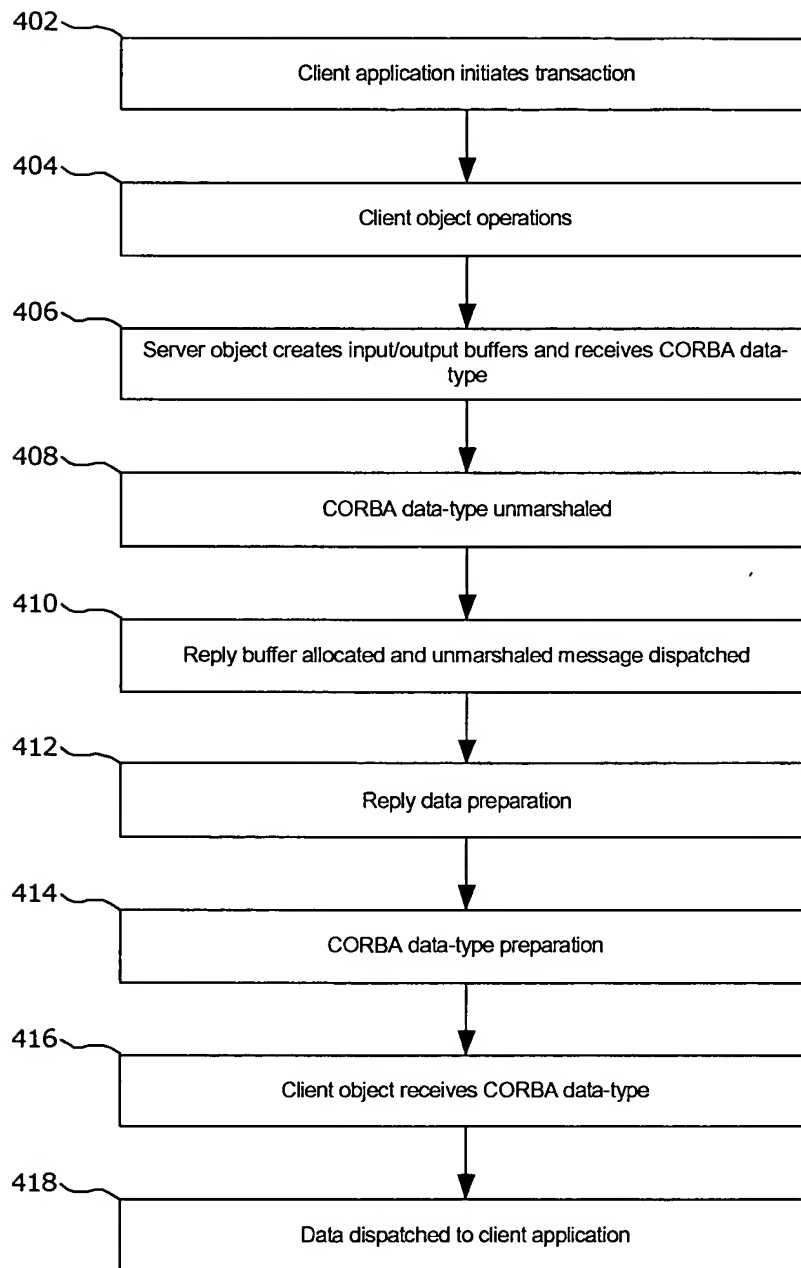 402
Client application initiates transaction
404
Client object operations
406
Server object creates input/output buffers and receives CORBA data-
type
408
CORBA data-type unmarshaled
410
Reply buffer allocated and unmarshaled message dispatched
412
Reply data preparation
414
CORBA data-type preparation
416
Client object receives CORBA data-type
418
Data dispatched to client application